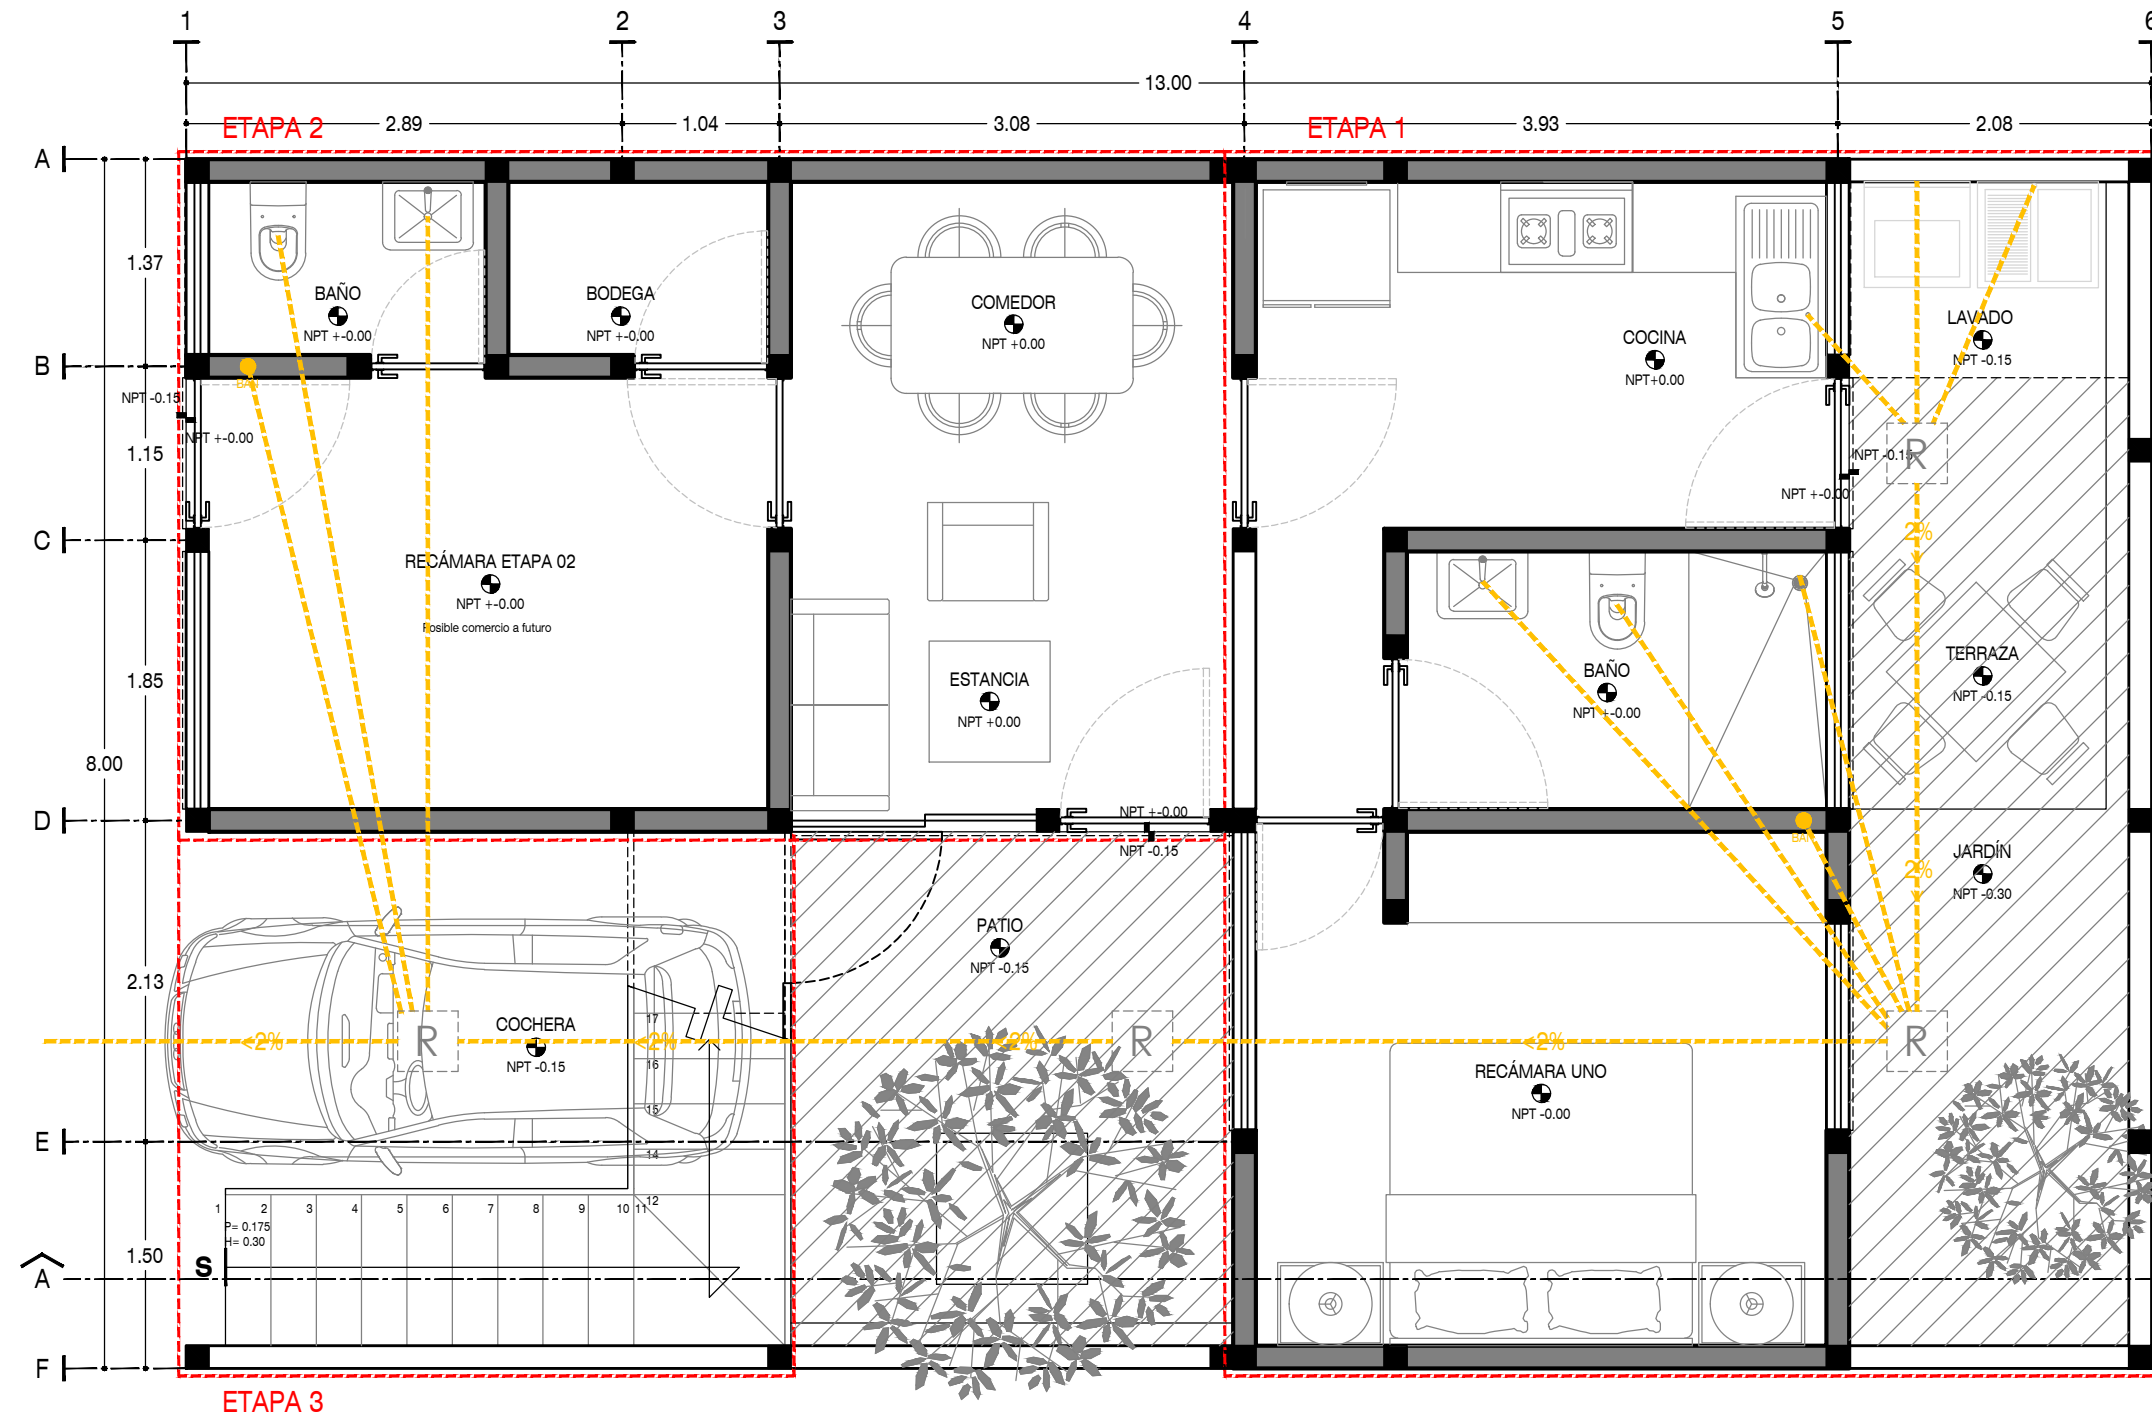 1
2
3
4
5
6
13.00
ETAPA 2
2.89
1.04
3.08
ETAPA 1
3.93
2.08
A
1.37
BAÑO
NPT +-0.00
BODEGA
NPT +-0.00
COMEDOR
NPT +0.00
COCINA
NPT+0.00
LAVADO
NPT -0.15
B
NPT -0.15
NPT +-0.00
1.15
NPT -0.15
R
NPT +-0.00
2%
C
RECÁMARA ETAPA 02
NPT +-0.00
Posible comercio a futuro
1.85
ESTANCIA
NPT +0.00
BAÑO
NPT +-0.00
TERRAZA
NPT -0.15
8.00
D
NPT +-0.00
NPT -0.15
JARDÍN
NPT -0.30
2%
PATIO
NPT -0.15
2.13
<2%
R
COCHERA
NPT -0.15
<2%
<2%
R
<2%
R
RECÁMARA UNO
NPT -0.00
17
16
15
14
12
E
1
2
3
4
5
6
7
8
9
10
11
P= 0.175
H= 0.30
1.50
S
A
F
ETAPA 3